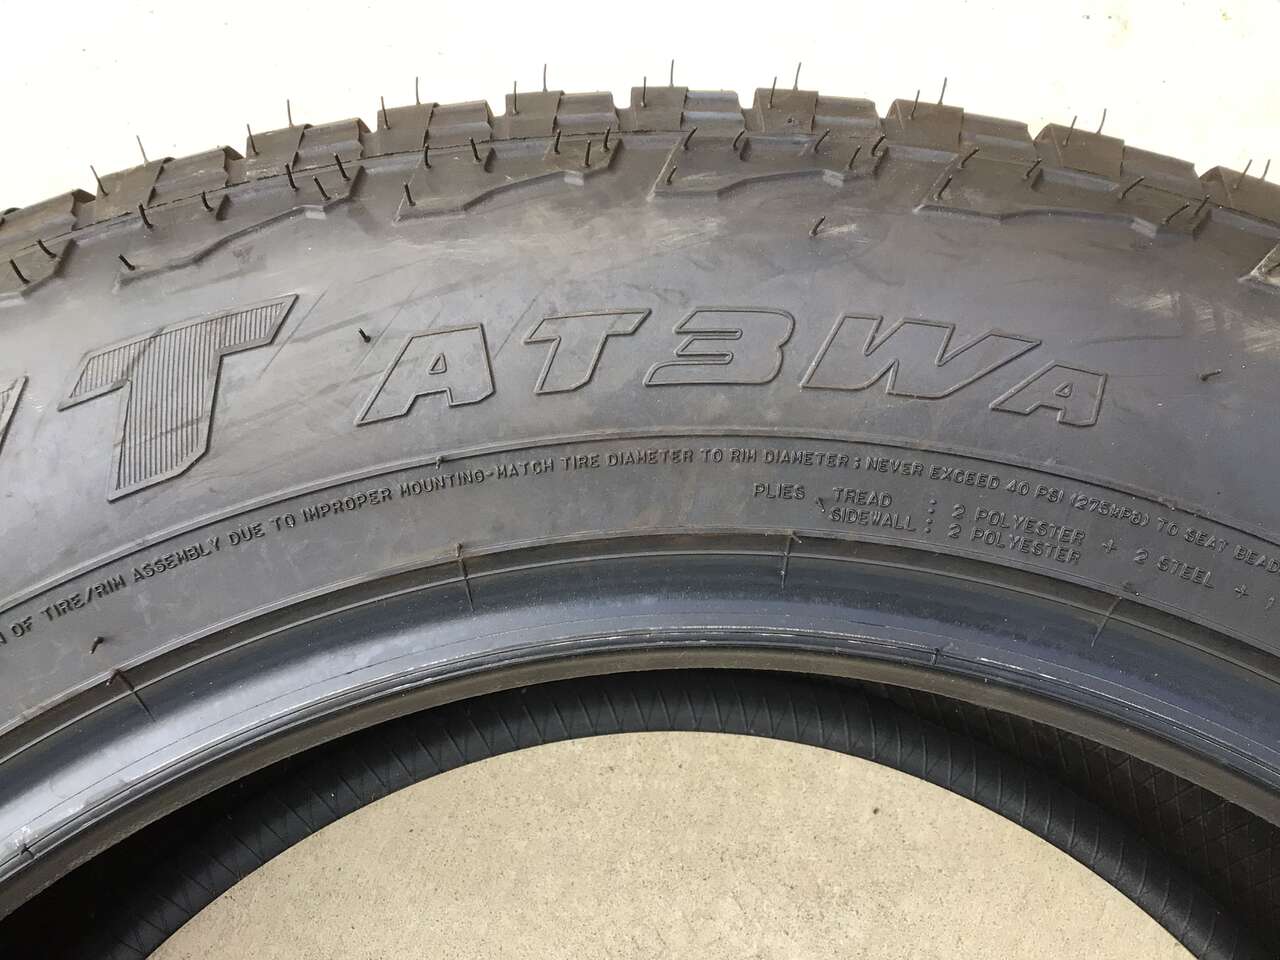 T AT3WA
OF TIRE/RIM ASSEMBLY DUE TO IMPROPER MOUNTING-MATCH TIRE DIAMETER TO RIM DIAMETER ; NEVER EXCEED 40 PSI (275kPa) TO SEAT BEAD
PLIES TREAD : 2 POLYESTER + 2 STEEL + 1
SIDEWALL : 2 POLYESTER